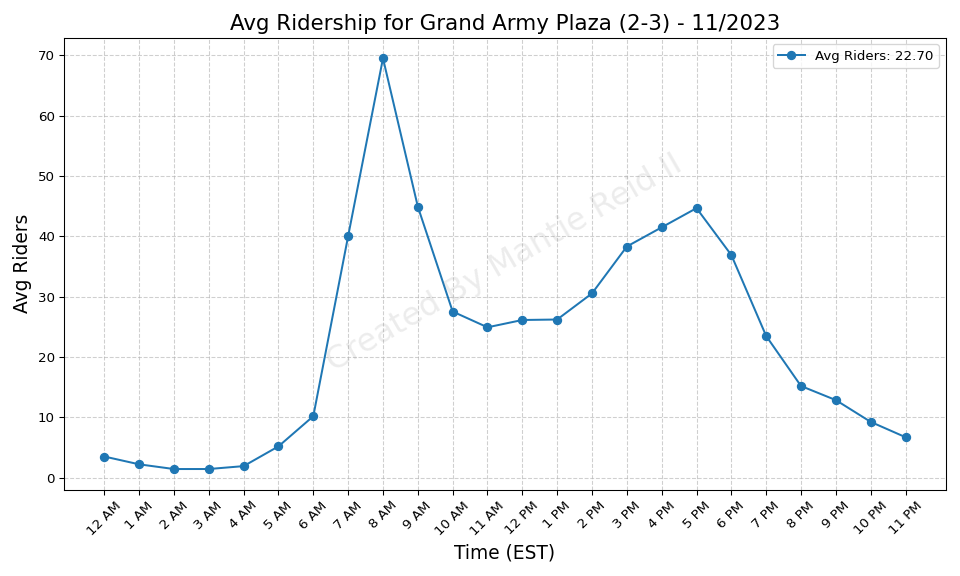 Avg Ridership for Grand Army Plaza (2-3) - 11/2023
Avg Riders: 22.70
70
60
50
40
30
20
10
0
Avg Riders
Created By Mantie Reid II
12 AM
1 AM
2 AM
3 AM
4 AM
5 AM
6 AM
7 AM
8 AM
9 AM
10 AM
11 AM
12 PM
1 PM
2 PM
3 PM
4 PM
5 PM
6 PM
7 PM
8 PM
9 PM
10 PM
11 PM
Time (EST)